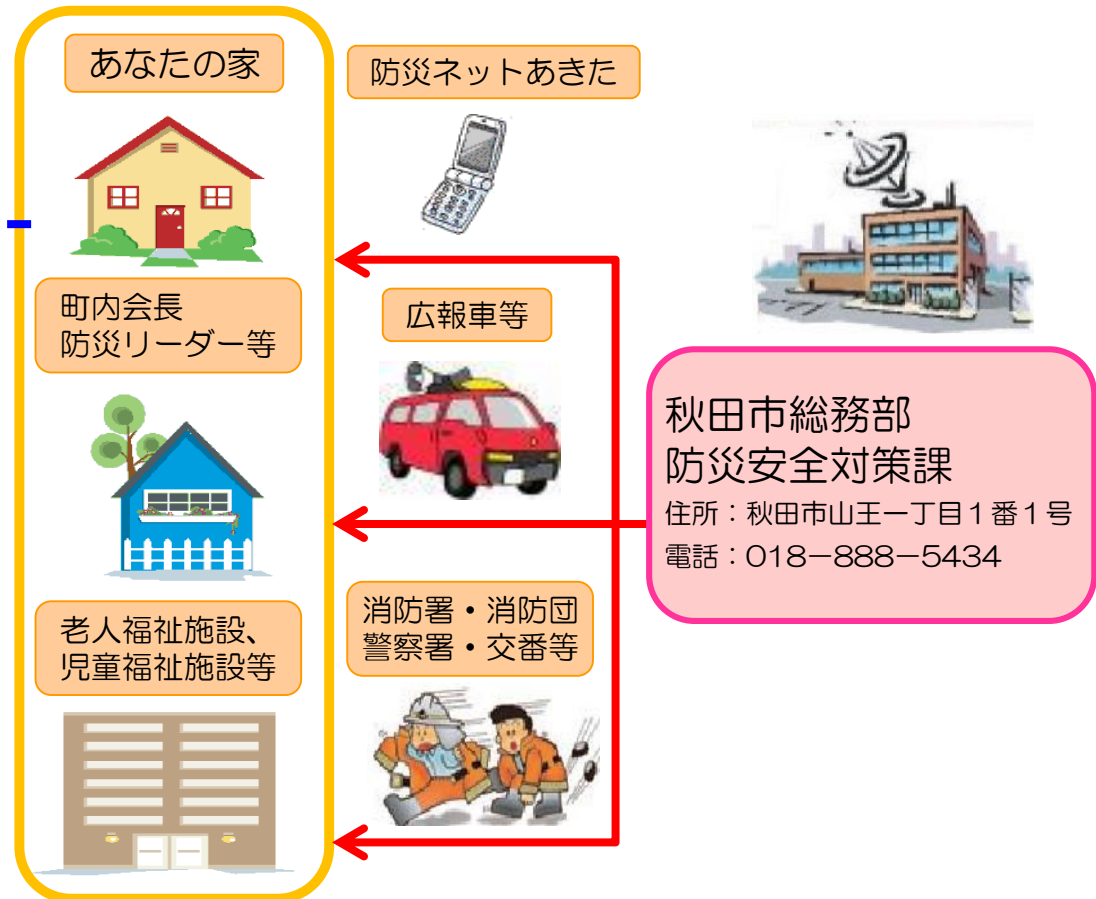 あなたの家
防災ネットあきた
町内会長
防災リーダー等
広報車等
秋田市総務部
防災安全対策課
住所：秋田市山王一丁目１番１号
電話：018－888－5434
老人福祉施設、
児童福祉施設等
消防署・消防団
警察署・交番等